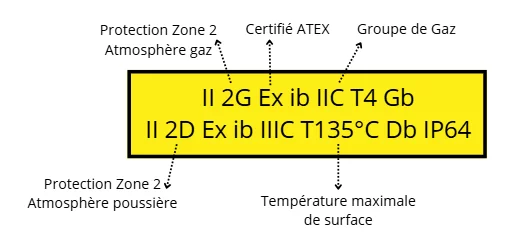 Protection Zone 2
Atmosphère gaz
Certifié ATEX
Groupe de Gaz
II 2G Ex ib IIC T4 Gb
II 2D Ex ib IIIC T135°C Db IP64
Protection Zone 2
Atmosphère poussière
Température maximale
de surface